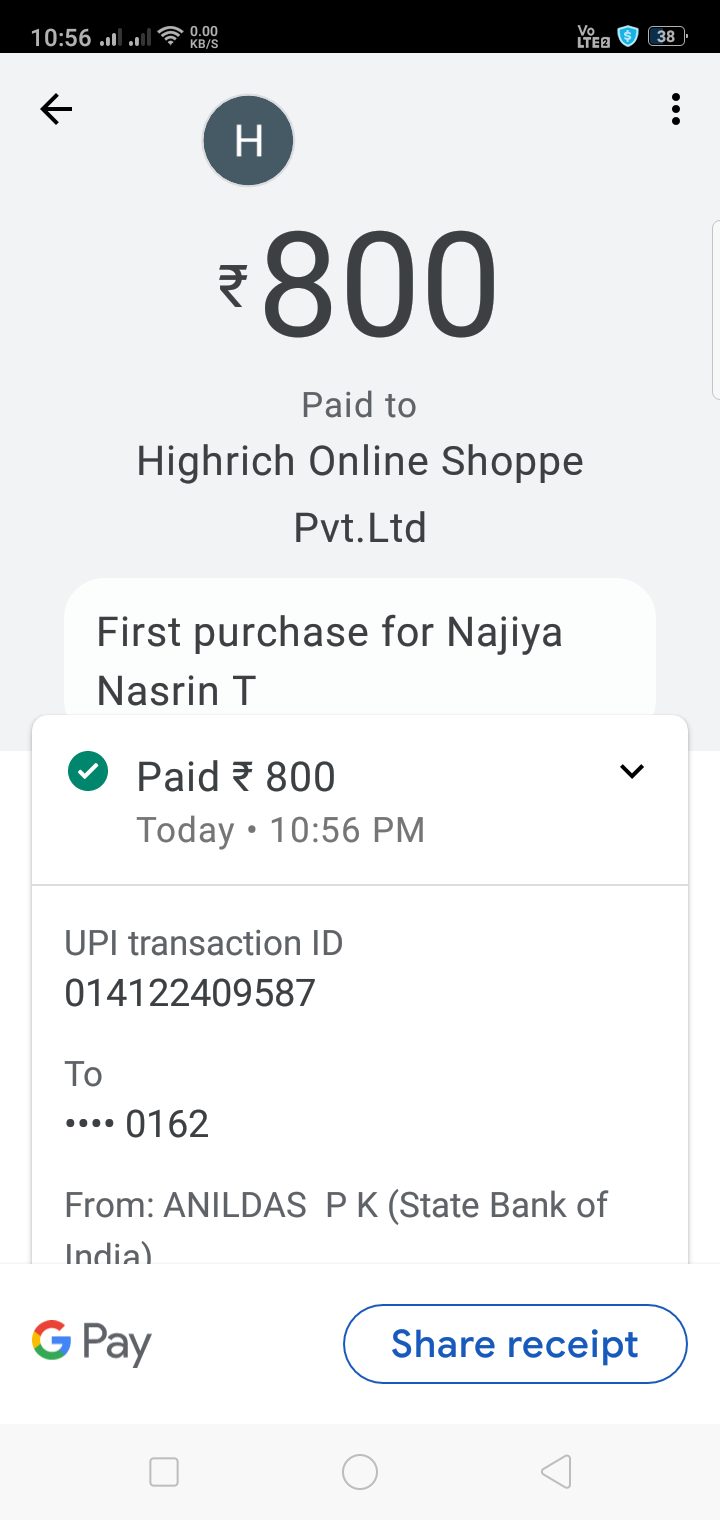 10:56 0.00 KB/S Vo LTE2 38
H
₹800
Paid to
Highrich Online Shoppe
Pvt.Ltd
First purchase for Najiya
Nasrin T
Paid ₹ 800
Today • 10:56 PM
UPI transaction ID
014122409587
To
•••• 0162
From: ANILDAS  P K (State Bank of
India)
G Pay
Share receipt